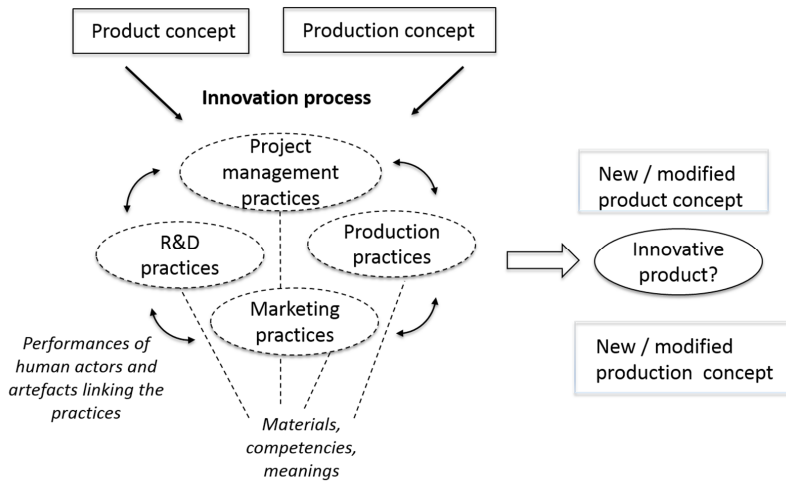 Product concept
Production concept
Innovation process
Project
management
practices
R&D
practices
Production
practices
Marketing
practices
Performances of
human actors and
artefacts linking the
practices
Materials,
competencies,
meanings
New / modified
product concept
Innovative
product?
New / modified
production concept